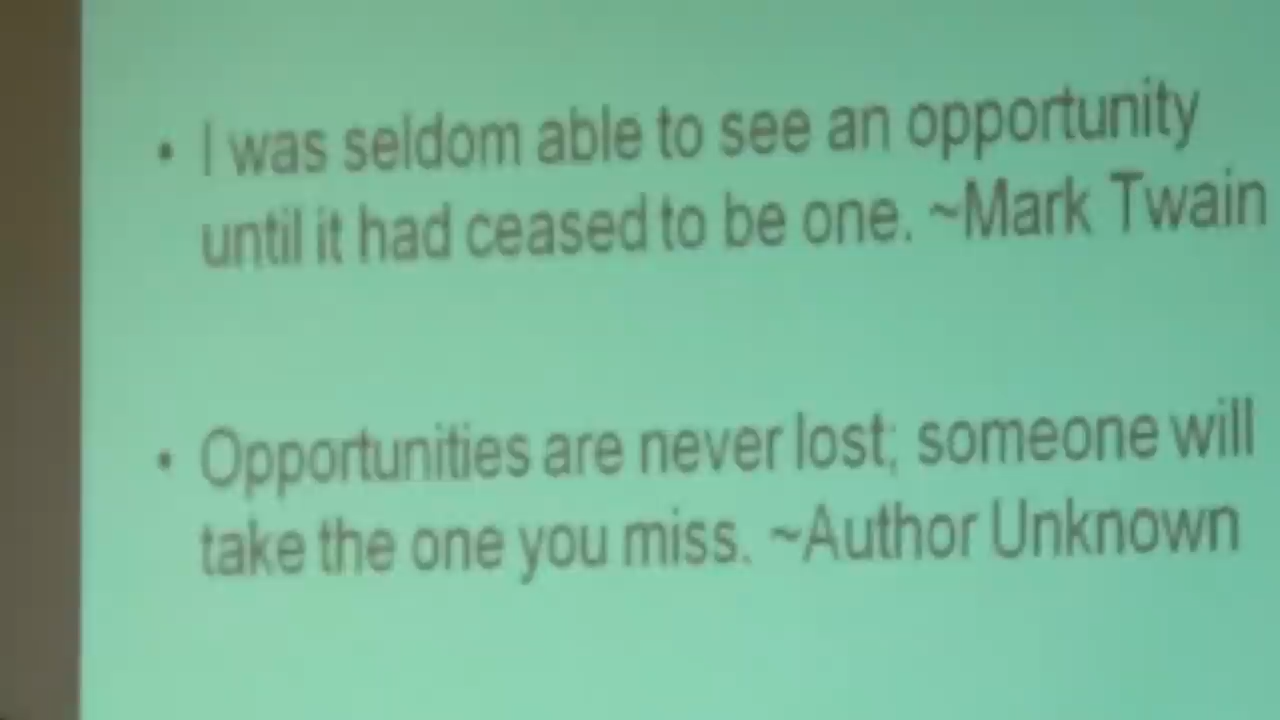 • I was seldom able to see an opportunity
until it had ceased to be one. ~Mark Twain
• Opportunities are never lost; someone will
take the one you miss. ~Author Unknown